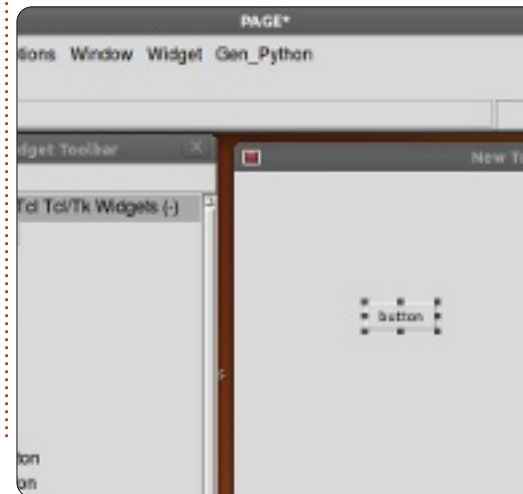 PAGE*
tions Window Widget Gen_Python
dget Toolbar
New To
Tcl Tcl/Tk Widgets (-)
button
ton
on